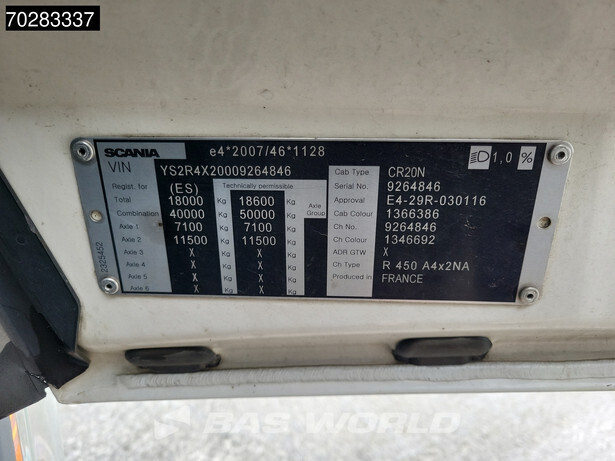 70283337
SCANIA e4*2007/46*1128 1,0 %
VIN YS2R4X20009264846
Regist. for (ES) Technically permissible
Total 18000 Kg 18600 Kg Axle Group
Combination 40000 Kg 50000 Kg
Axle 1 7100 Kg 7100 Kg
Axle 2 11500 Kg 11500 Kg
Axle 3 X Kg X Kg
Axle 4 X Kg X Kg
Axle 5 X Kg X Kg
Axle 6 X Kg X Kg
Cab Type CR20N
Serial No. 9264846
Approval E4-29R-030116
Cab Colour 1366386
Ch No. 9264846
Ch Colour 1346692
ADR GTW X
Ch Type R 450 A4x2NA
Produced in FRANCE
2325452
BAS WORLD